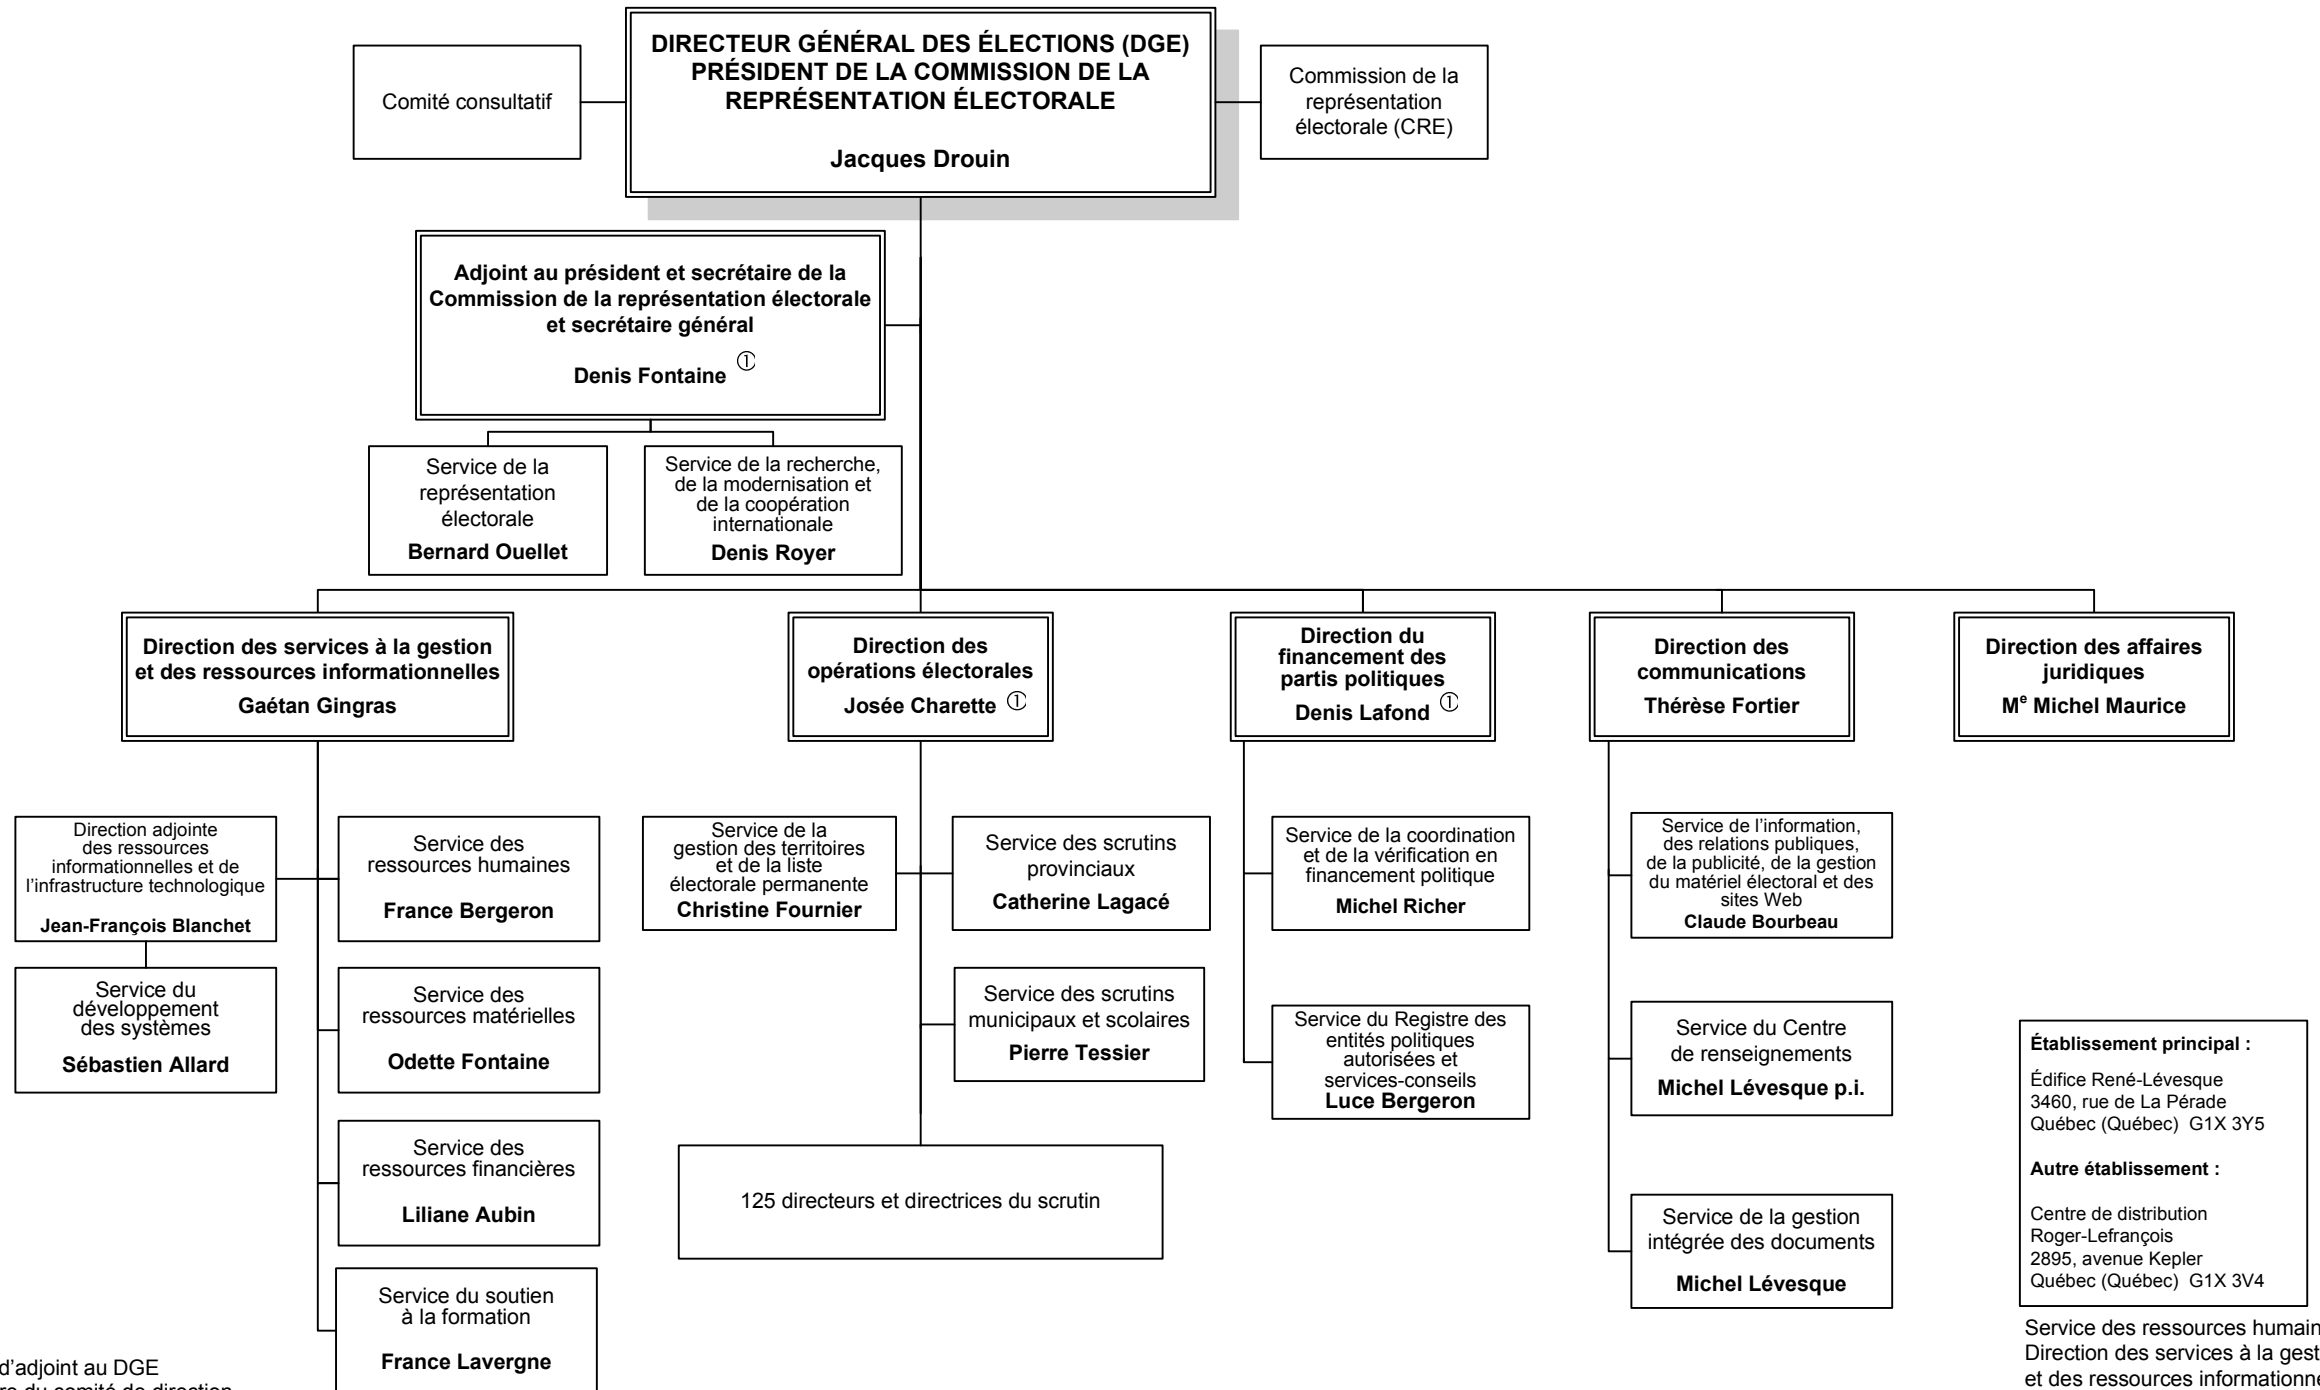 Comité consultatif
DIRECTEUR GÉNÉRAL DES ÉLECTIONS (DGE)
PRÉSIDENT DE LA COMMISSION DE LA
REPRÉSENTATION ÉLECTORALE
Jacques Drouin
Commission de la
représentation
électorale (CRE)
Adjoint au président et secrétaire de la
Commission de la représentation électorale
et secrétaire général
Denis Fontaine ①
Service de la
représentation
électorale
Bernard Ouellet
Service de la recherche,
de la modernisation et
de la coopération
internationale
Denis Royer
Direction des services à la gestion
et des ressources informationnelles
Gaétan Gingras
Direction des
opérations électorales
Josée Charette ①
Direction du
financement des
partis politiques
Denis Lafond ①
Direction des
communications
Thérèse Fortier
Direction des affaires
juridiques
Me Michel Maurice
Direction adjointe
des ressources
informationnelles et de
l'infrastructure technologique
Jean-François Blanchet
Service du
développement
des systèmes
Sébastien Allard
Service des
ressources humaines
France Bergeron
Service des
ressources matérielles
Odette Fontaine
Service des
ressources financières
Liliane Aubin
Service du soutien
à la formation
France Lavergne
Service de la
gestion des territoires
et de la liste
électorale permanente
Christine Fournier
Service des scrutins
provinciaux
Catherine Lagacé
Service des scrutins
municipaux et scolaires
Pierre Tessier
125 directeurs et directrices du scrutin
Service de la coordination
et de la vérification en
financement politique
Michel Richer
Service du Registre des
entités politiques
autorisées et
services-conseils
Luce Bergeron
Service de l'information,
des relations publiques,
de la publicité, de la gestion
du matériel électoral et des
sites Web
Claude Bourbeau
Service du Centre
de renseignements
Michel Lévesque p.i.
Service de la gestion
intégrée des documents
Michel Lévesque
Établissement principal :
Édifice René-Lévesque
3460, rue de La Pérade
Québec (Québec) G1X 3Y5
Autre établissement :
Centre de distribution
Roger-Lefrançois
2895, avenue Kepler
Québec (Québec) G1X 3V4
d'adjoint au DGE
du comité de direction
Service des ressources
Direction des services à la
et des ressources